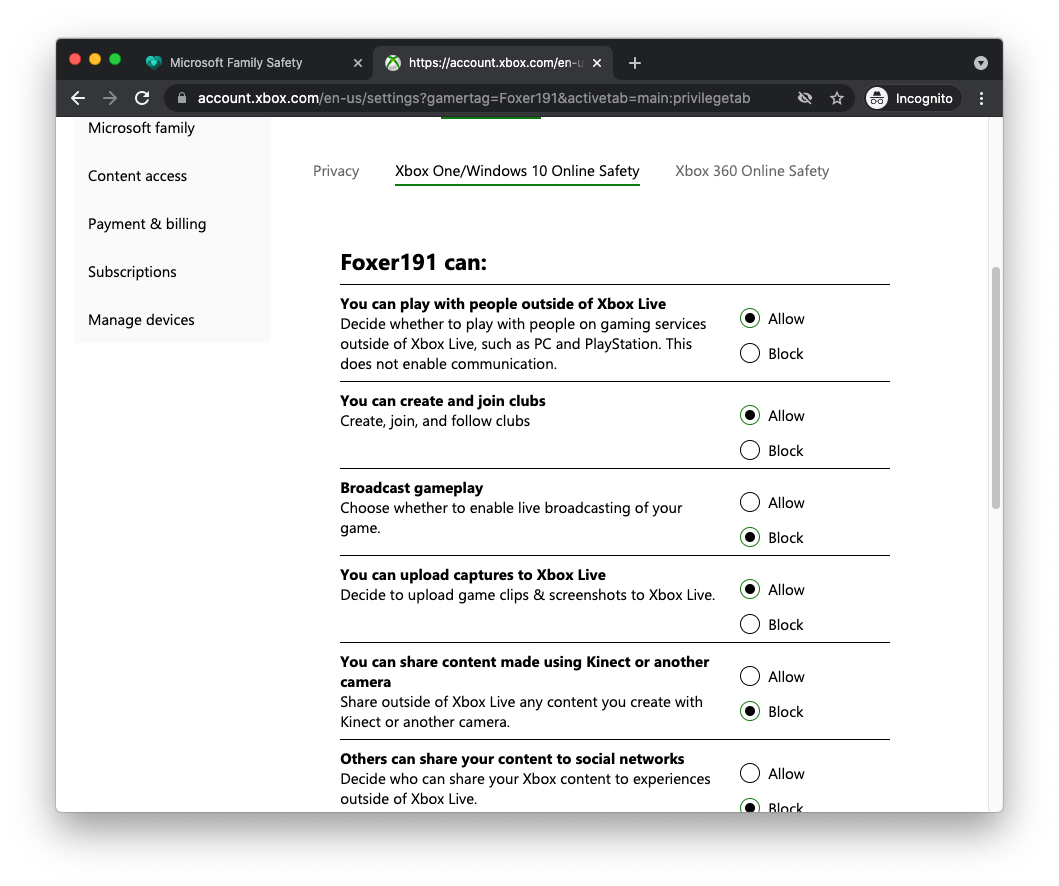 Microsoft Family Safety
https://account.xbox.com/en-u
account.xbox.com/en-us/settings?gamertag=Foxer191&activetab=main:privilegetab
Incognito
Microsoft family
Content access
Payment & billing
Subscriptions
Manage devices
Privacy
Xbox One/Windows 10 Online Safety
Xbox 360 Online Safety
Foxer191 can:
You can play with people outside of Xbox Live
Decide whether to play with people on gaming services
outside of Xbox Live, such as PC and PlayStation. This
does not enable communication.
Allow
Block
You can create and join clubs
Create, join, and follow clubs
Allow
Block
Broadcast gameplay
Choose whether to enable live broadcasting of your
game.
Allow
Block
You can upload captures to Xbox Live
Decide to upload game clips & screenshots to Xbox Live.
Allow
Block
You can share content made using Kinect or another
camera
Share outside of Xbox Live any content you create with
Kinect or another camera.
Allow
Block
Others can share your content to social networks
Decide who can share your Xbox content to experiences
outside of Xbox Live.
Allow
Block